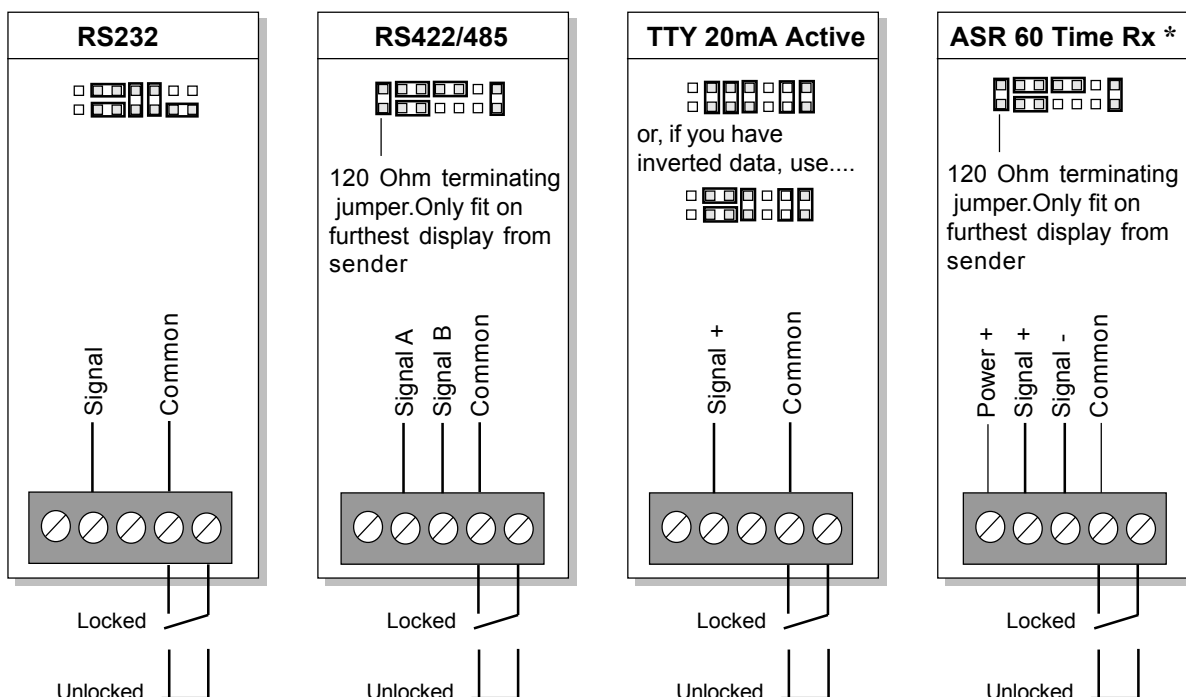 RS232
Signal
Common
Locked
Unlocked
RS422/485
120 Ohm terminating
jumper.Only fit on
furthest display from
sender
Signal A
Signal B
Common
Locked
Unlocked
TTY 20mA Active
or, if you have
inverted data, use....
Signal +
Common
Locked
Unlocked
ASR 60 Time Rx *
120 Ohm terminating
jumper.Only fit on
furthest display from
sender
Power +
Signal +
Signal -
Common
Locked
Unlocked